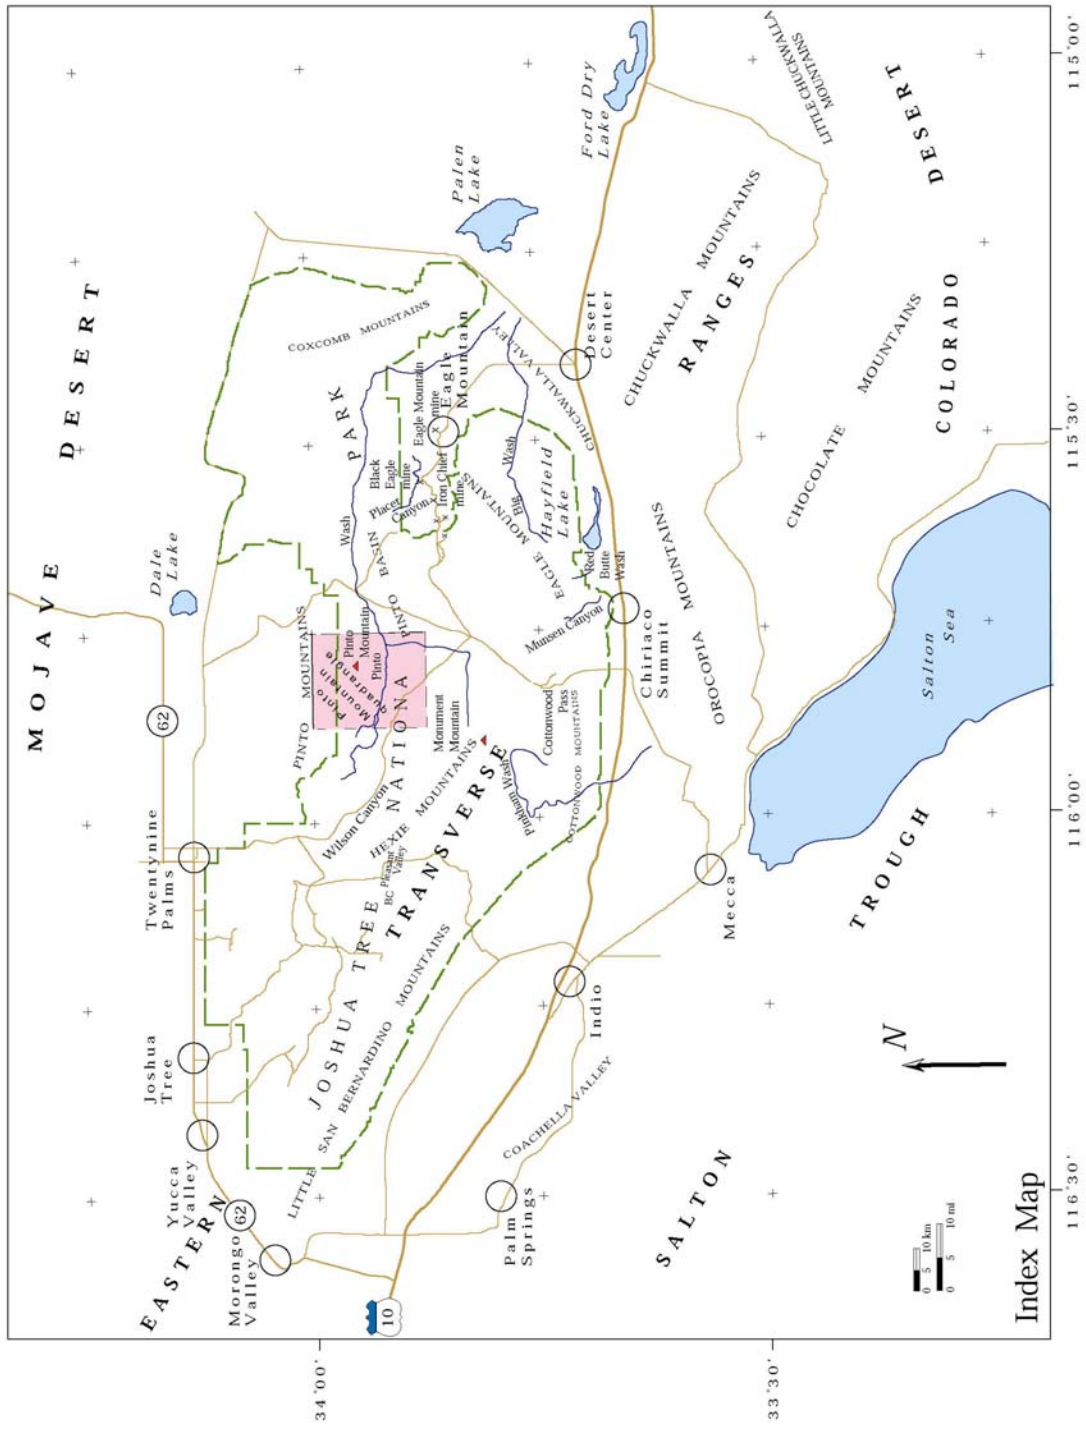 MOJAVE
DESERT
EASTERN
TRANSVERSE
RANGES
SALTON
TROUGH
COLORADO
DESERT
Morongo
Valley
62
Yucca
Valley
Joshua
Tree
Twentynine
Palms
62
Dale
Lake
10
Palm
Springs
Indio
Mecca
Chiriaco
Summit
Desert
Center
Eagle
Mountain
Palen
Lake
Ford Dry
Lake
Hayfield
Lake
Salton
Sea
JOSHUA TREE
NATIONAL
PARK
LITTLE SAN BERNARDINO MOUNTAINS
COACHELLA VALLEY
PINTO MOUNTAINS
PINTO MOUNTAINS
Pinto
Mountain
quadrangle
Pinto
Mountain
Pinto
Wash
PINTO BASIN
Wilson Canyon
HEXIE MOUNTAINS
BC
Pleasant
Valley
Monument
Mountain
Pinkham Wash
Cottonwood
Pass
COTTONWOOD MOUNTAINS
Munsen Canyon
Red
Butte
Wash
EAGLE MOUNTAINS
Big Wash
Black
Eagle
mine
Placer
Canyon
Iron Chief
mine
Eagle Mountain
mine
COXCOMB MOUNTAINS
CHUCKWALLA VALLEY
CHUCKWALLA MOUNTAINS
LITTLE CHUCKWALLA
MOUNTAINS
OROCOPIA MOUNTAINS
CHOCOLATE MOUNTAINS
N
0 5 10 km
0 5 10 mi
Index Map
34°00'
33°30'
116°30'
116°00'
115°30'
115°00'